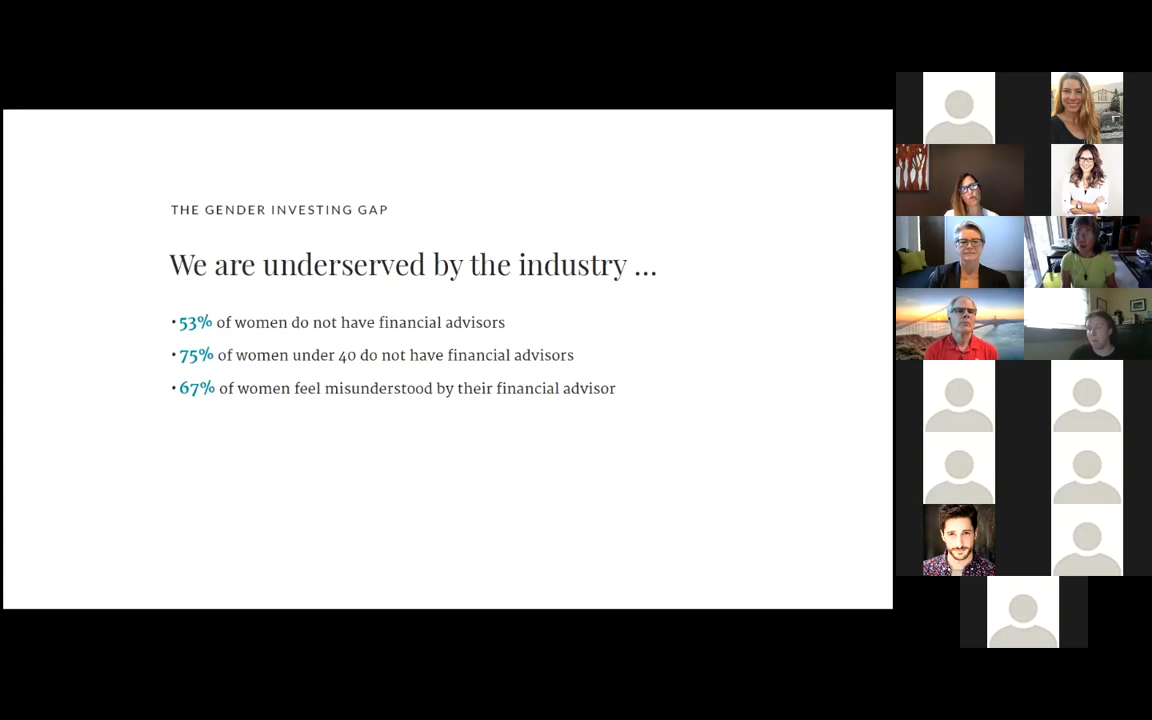 THE GENDER INVESTING GAP
We are underserved by the industry ...
• 53% of women do not have financial advisors
• 75% of women under 40 do not have financial advisors
• 67% of women feel misunderstood by their financial advisor